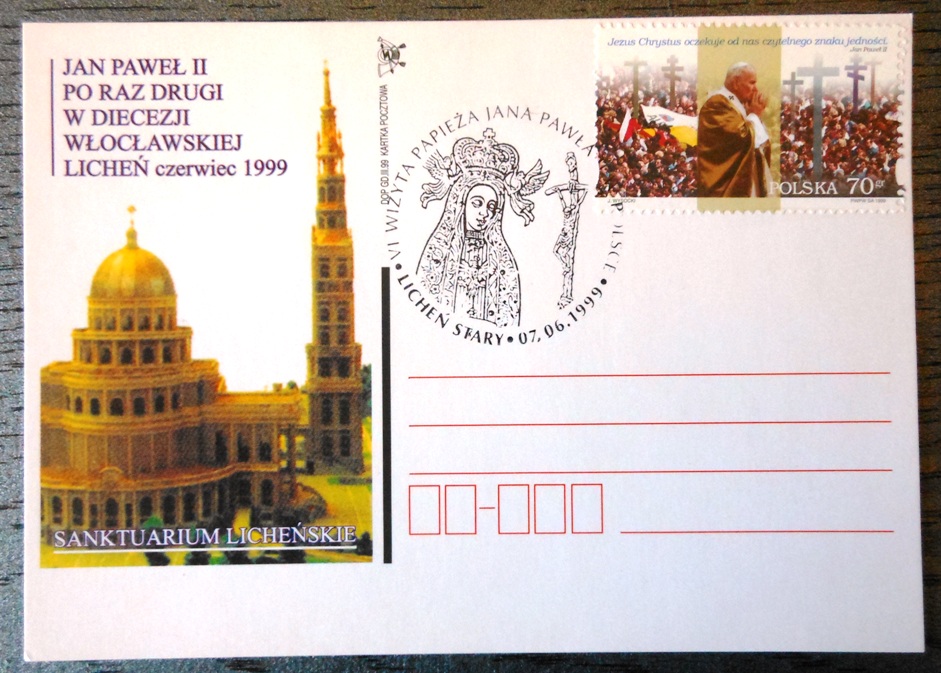 JAN PAWEŁ II
PO RAZ DRUGI
W DIECEZJI
WŁOCŁAWSKIEJ
LICHEŃ czerwiec 1999
SANKTUARIUM LICHEŃSKIE
DOP GD.III.99 KARTKA POCZTOWA
VI WIZYTA PAPIEŻA JANA PAWŁA POLSCE
LICHEŃ STARY • 07.06.1999
Jezus Chrystus oczekuje od nas czytelnego znaku jedności.
Jan Paweł II
POLSKA 70 gr
J. WYSOCKI